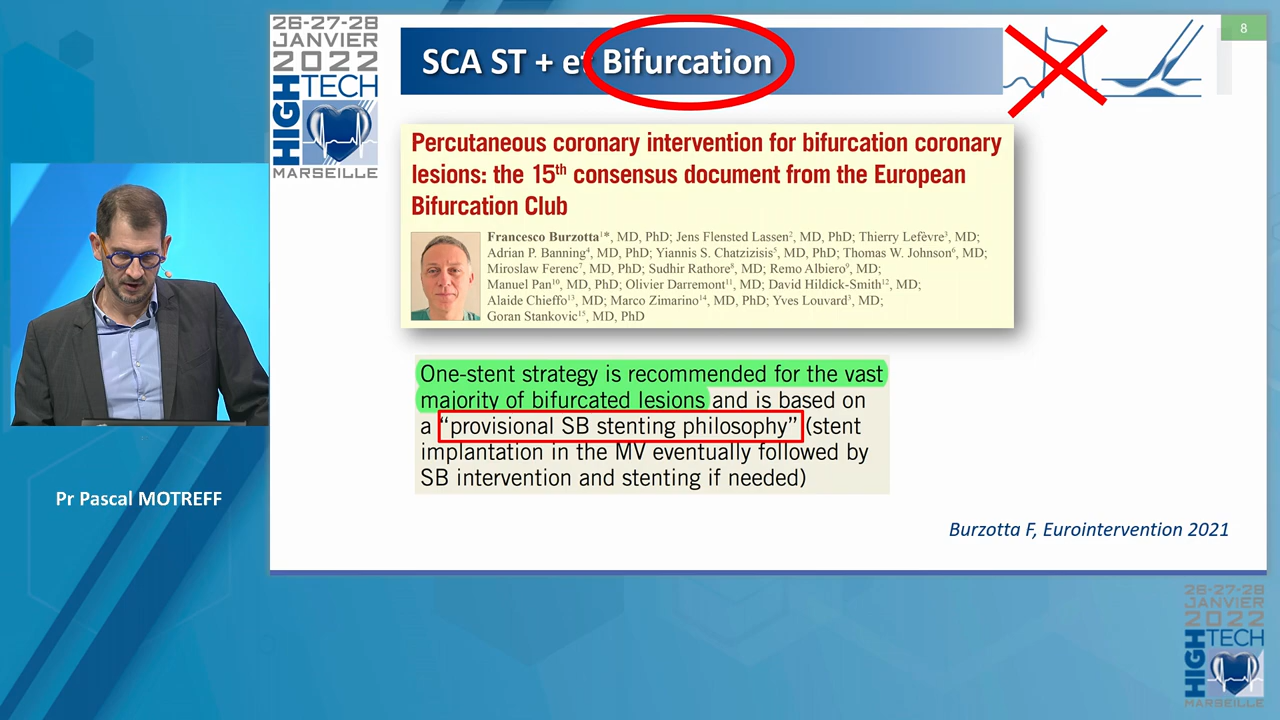 26-27-28
JANVIER
2022
HIGH TECH
MARSEILLE
SCA ST + et Bifurcation
8
Percutaneous coronary intervention for bifurcation coronary
lesions: the 15th consensus document from the European
Bifurcation Club
Francesco Burzotta1*, MD, PhD; Jens Flensted Lassen2, MD, PhD; Thierry Lefèvre3, MD;
Adrian P. Banning4, MD, PhD; Yiannis S. Chatzizisis5, MD, PhD; Thomas W. Johnson6, MD;
Miroslaw Ferenc7, MD, PhD; Sudhir Rathore8, MD; Remo Albiero9, MD;
Manuel Pan10, MD, PhD; Olivier Darremont11, MD; David Hildick-Smith12, MD;
Alaide Chieffo13, MD; Marco Zimarino14, MD, PhD; Yves Louvard3, MD;
Goran Stankovic15, MD, PhD
One-stent strategy is recommended for the vast
majority of bifurcated lesions and is based on
a “provisional SB stenting philosophy” (stent
implantation in the MV eventually followed by
SB intervention and stenting if needed)
Pr Pascal MOTREFF
Burzotta F, Eurointervention 2021
26-27-28
JANVIER
2022
HIGH TECH
MARSEILLE